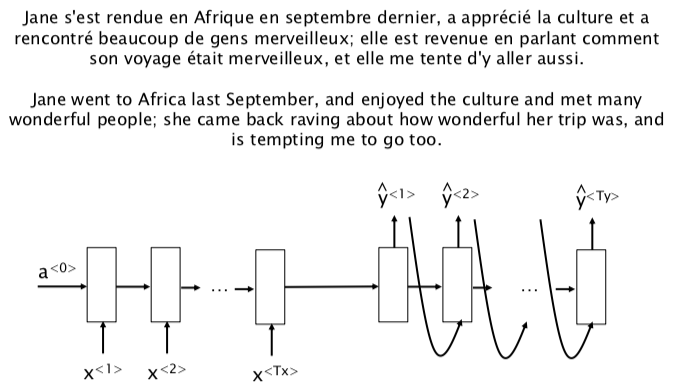 Jane s'est rendue en Afrique en septembre dernier, a apprécié la culture et a
rencontré beaucoup de gens merveilleux; elle est revenue en parlant comment
son voyage était merveilleux, et elle me tente d'y aller aussi.
Jane went to Africa last September, and enjoyed the culture and met many
wonderful people; she came back raving about how wonderful her trip was, and
is tempting me to go too.
ŷ<1> ŷ<2> ŷ<Ty>
a<0>
... ...
x<1> x<2> x<Tx>